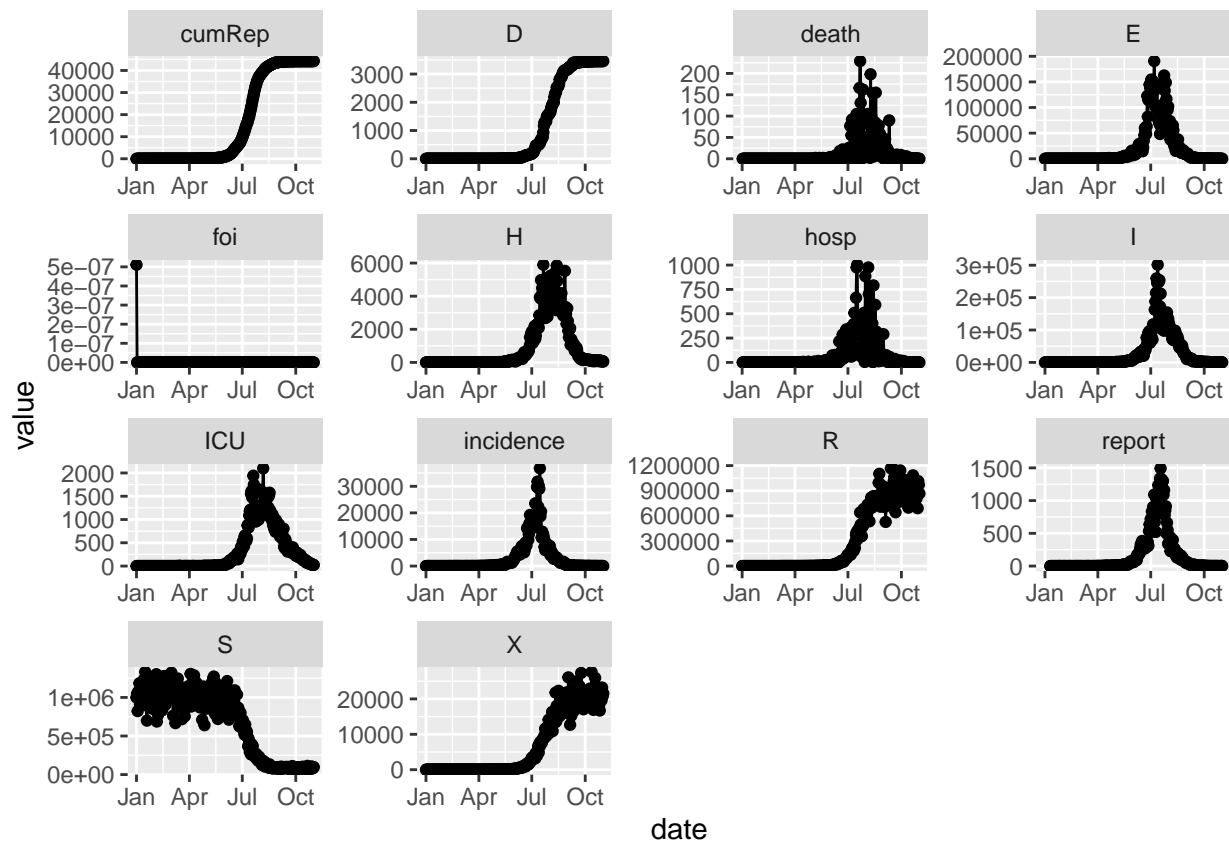 cumRep D death E
40000 30000 20000 10000 0
3000 2000 1000 0
200 150 100 50 0
200000 150000 100000 50000 0
Jan Apr Jul Oct Jan Apr Jul Oct Jan Apr Jul Oct Jan Apr Jul Oct
foi H hosp I
5e−07 4e−07 3e−07 2e−07 1e−07 0e+00
6000 4000 2000 0
1000 750 500 250 0
3e+05 2e+05 1e+05 0e+00
Jan Apr Jul Oct Jan Apr Jul Oct Jan Apr Jul Oct Jan Apr Jul Oct
value
ICU incidence R report
2000 1500 1000 500 0
30000 20000 10000 0
1200000 900000 600000 300000 0
1500 1000 500 0
Jan Apr Jul Oct Jan Apr Jul Oct Jan Apr Jul Oct Jan Apr Jul Oct
S X
1e+06 5e+05 0e+00
20000 10000 0
Jan Apr Jul Oct Jan Apr Jul Oct
date